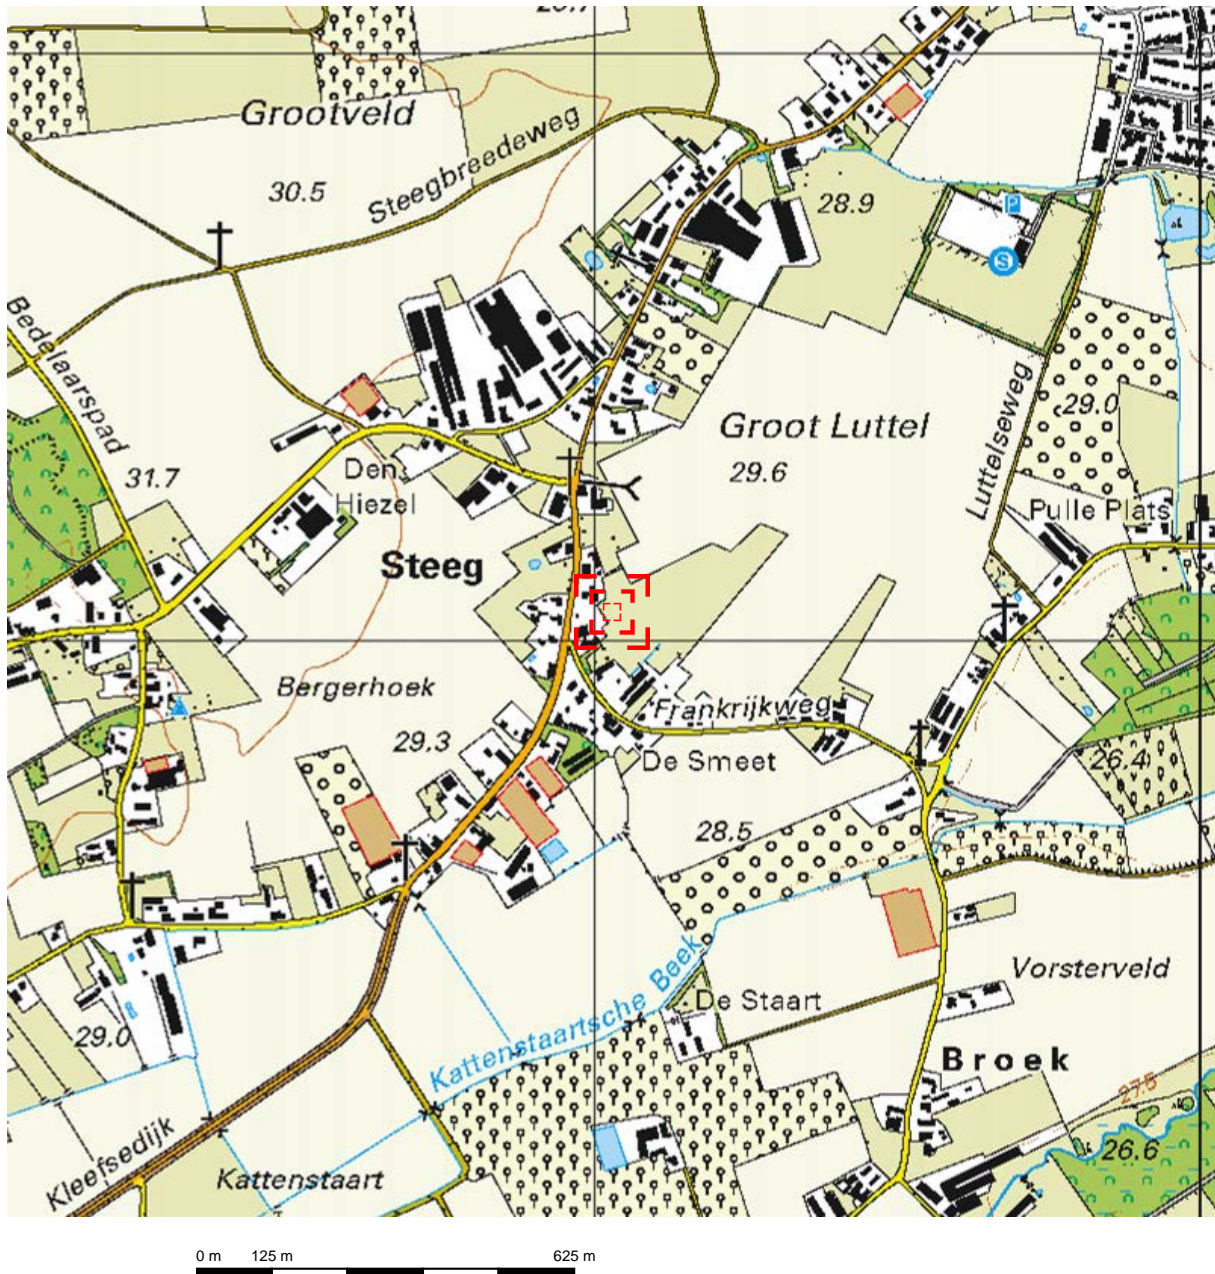 Grootveld
30.5
Steegbreedeweg
28.9
P
S
Bedelaarspad
31.7
Den
Hiezel
Groot Luttel
29.6
Luttelseweg
29.0
Pulle Plats
Steeg
Bergerhoek
29.3
Frankrijkweg
De Smeet
26.4
28.5
Vorsterveld
De Staart
Kattenstaartsche Beek
29.0
Broek
27.5
26.6
Kleefsedijk
Kattenstaart
0 m 125 m 625 m